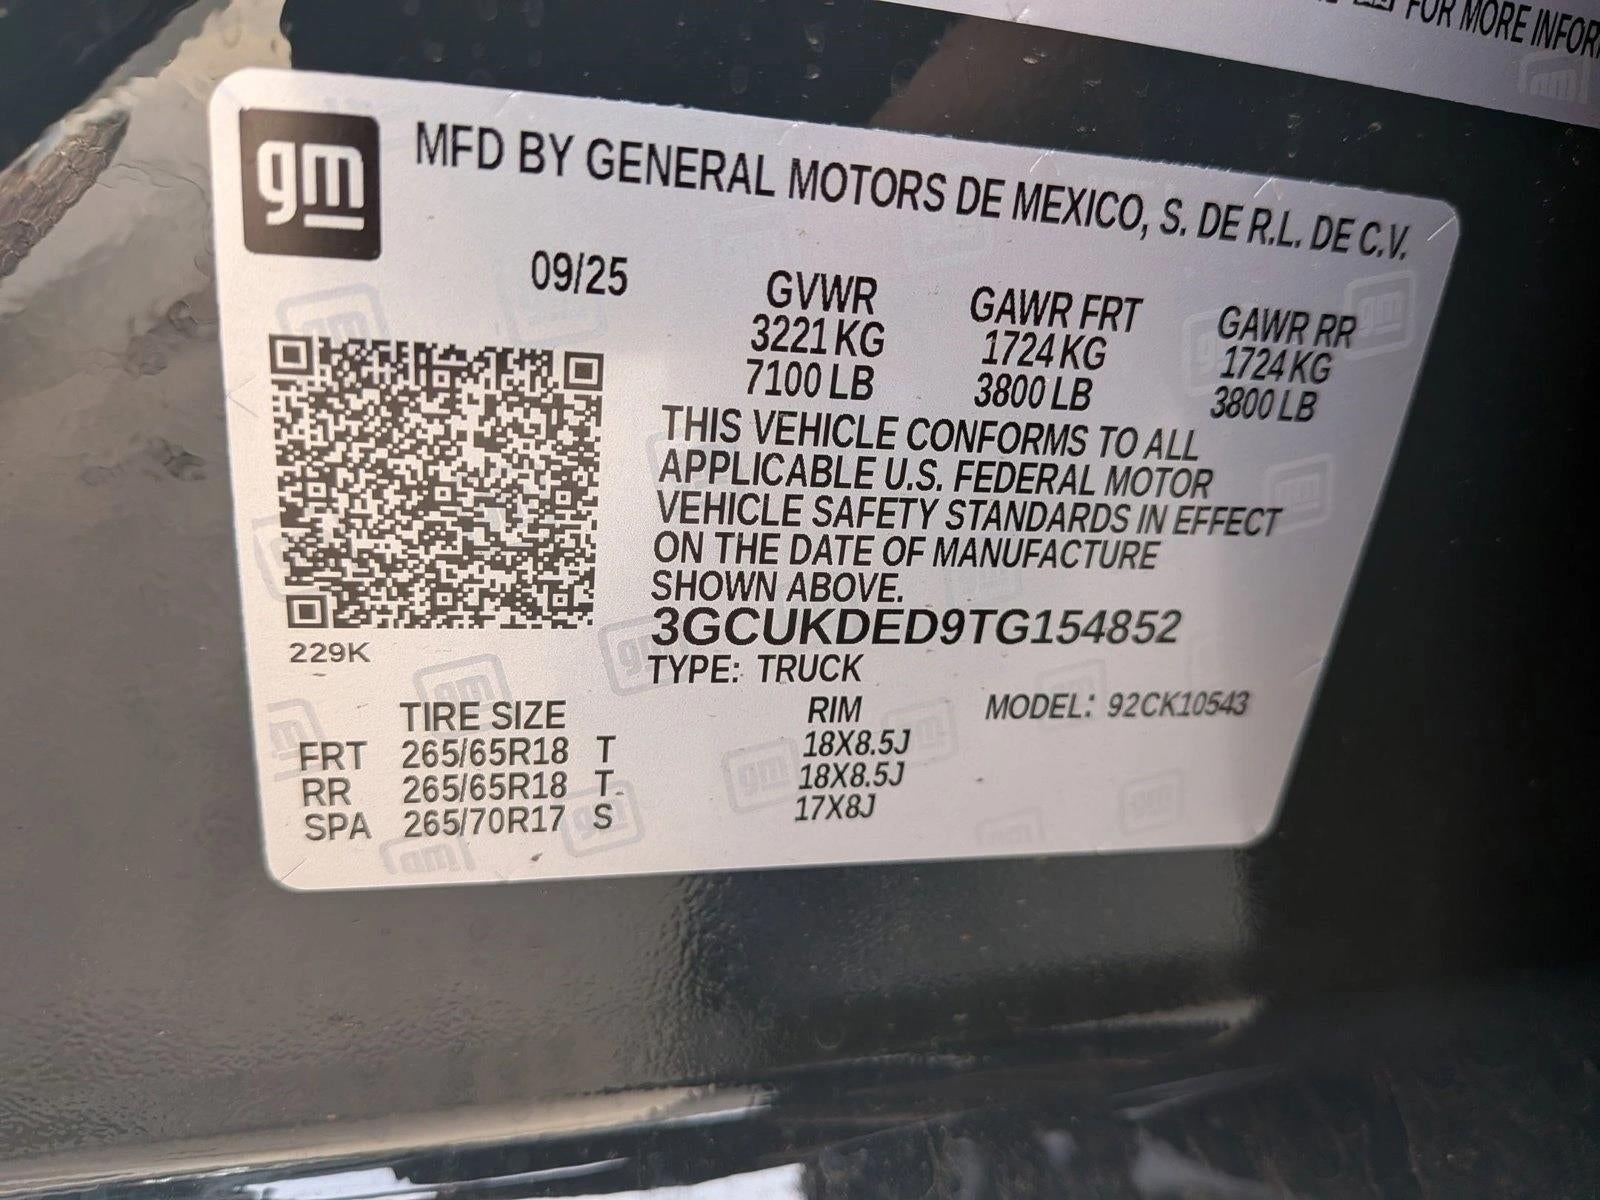 FOR MORE INFOR
gm
MFD BY GENERAL MOTORS DE MEXICO, S. DE R.L. DE C.V.
09/25
GVWR GAWR FRT GAWR RR
3221 KG 1724 KG 1724 KG
7100 LB 3800 LB 3800 LB
THIS VEHICLE CONFORMS TO ALL
APPLICABLE U.S. FEDERAL MOTOR
VEHICLE SAFETY STANDARDS IN EFFECT
ON THE DATE OF MANUFACTURE
SHOWN ABOVE.
3GCUKDED9TG154852
229K
TYPE: TRUCK
TIRE SIZE RIM MODEL: 92CK10543
FRT 265/65R18 T 18X8.5J
RR 265/65R18 T 18X8.5J
SPA 265/70R17 S 17X8J